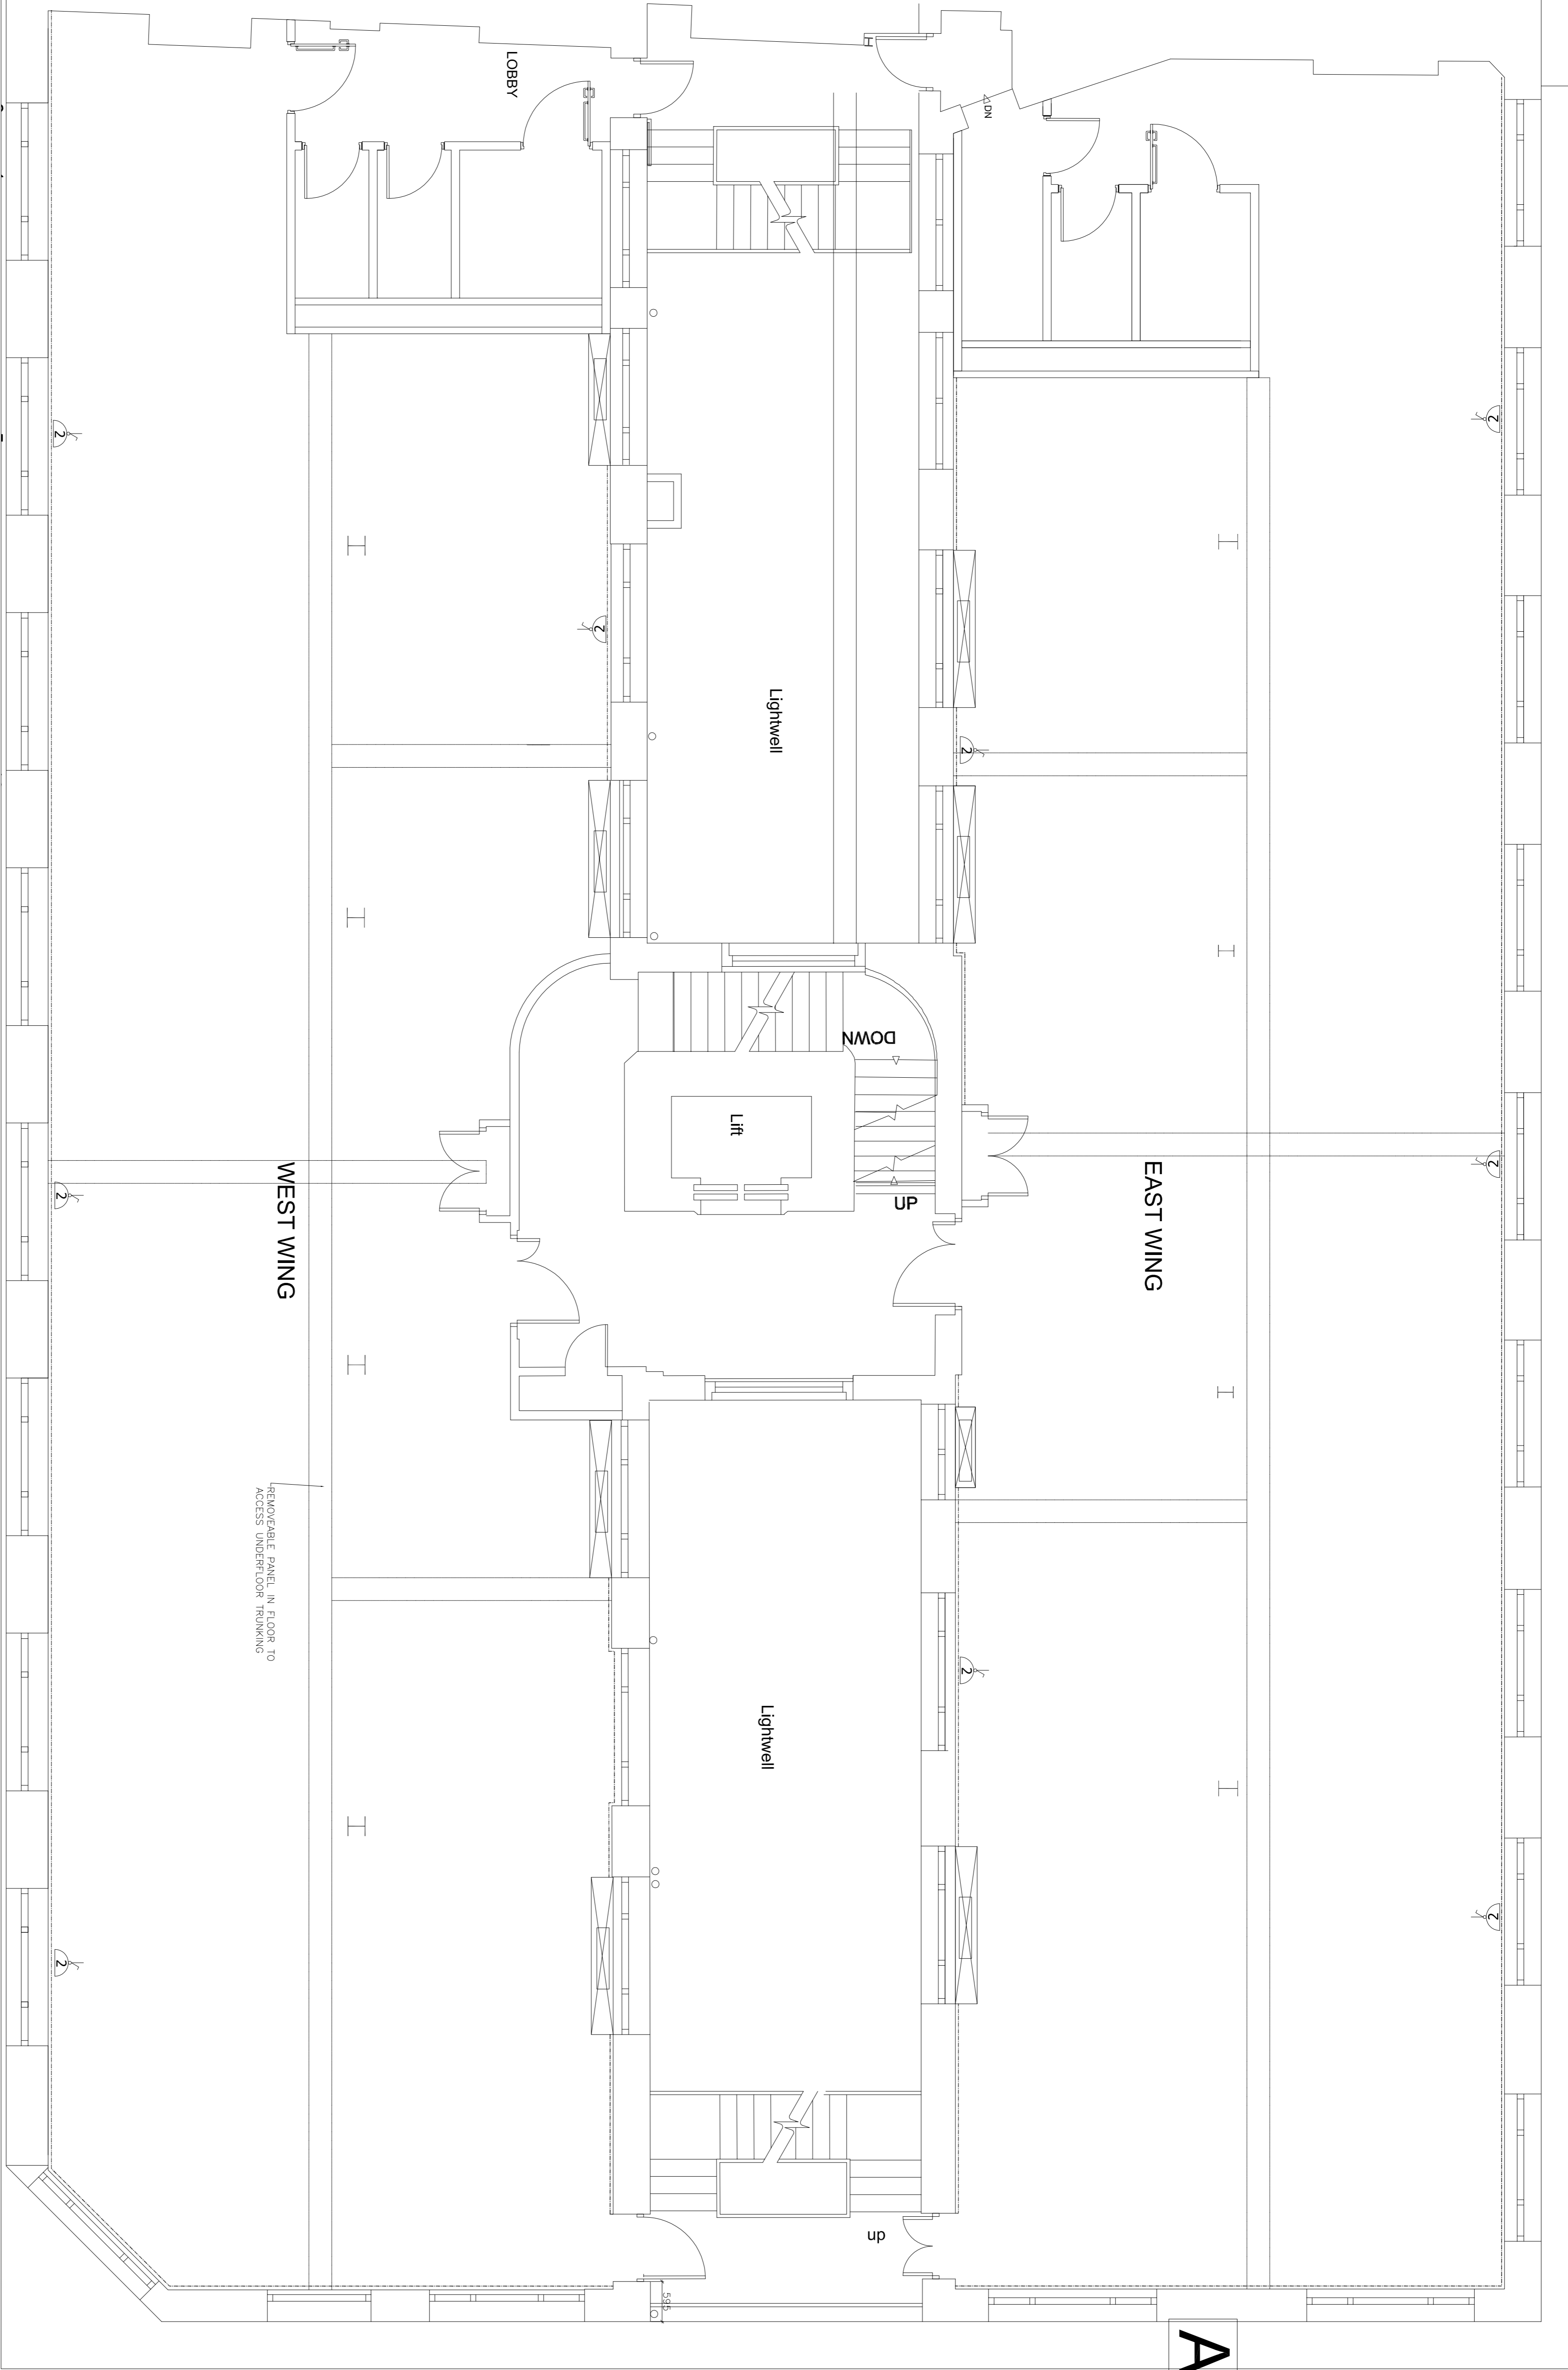 LOBBY
DN
2
2
Lightwell
2
2
DOWN
Lift
UP
WEST WING
EAST WING
2
2
REMOVEABLE PANEL IN FLOOR TO
ACCESS UNDERFLOOR TRUNKING
Lightwell
2
2
2
up
595
A